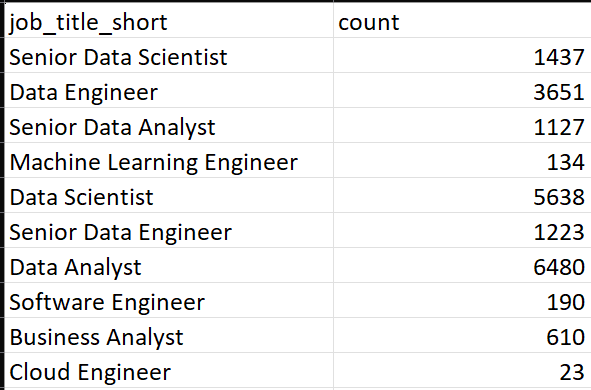 job_title_short count
Senior Data Scientist 1437
Data Engineer 3651
Senior Data Analyst 1127
Machine Learning Engineer 134
Data Scientist 5638
Senior Data Engineer 1223
Data Analyst 6480
Software Engineer 190
Business Analyst 610
Cloud Engineer 23